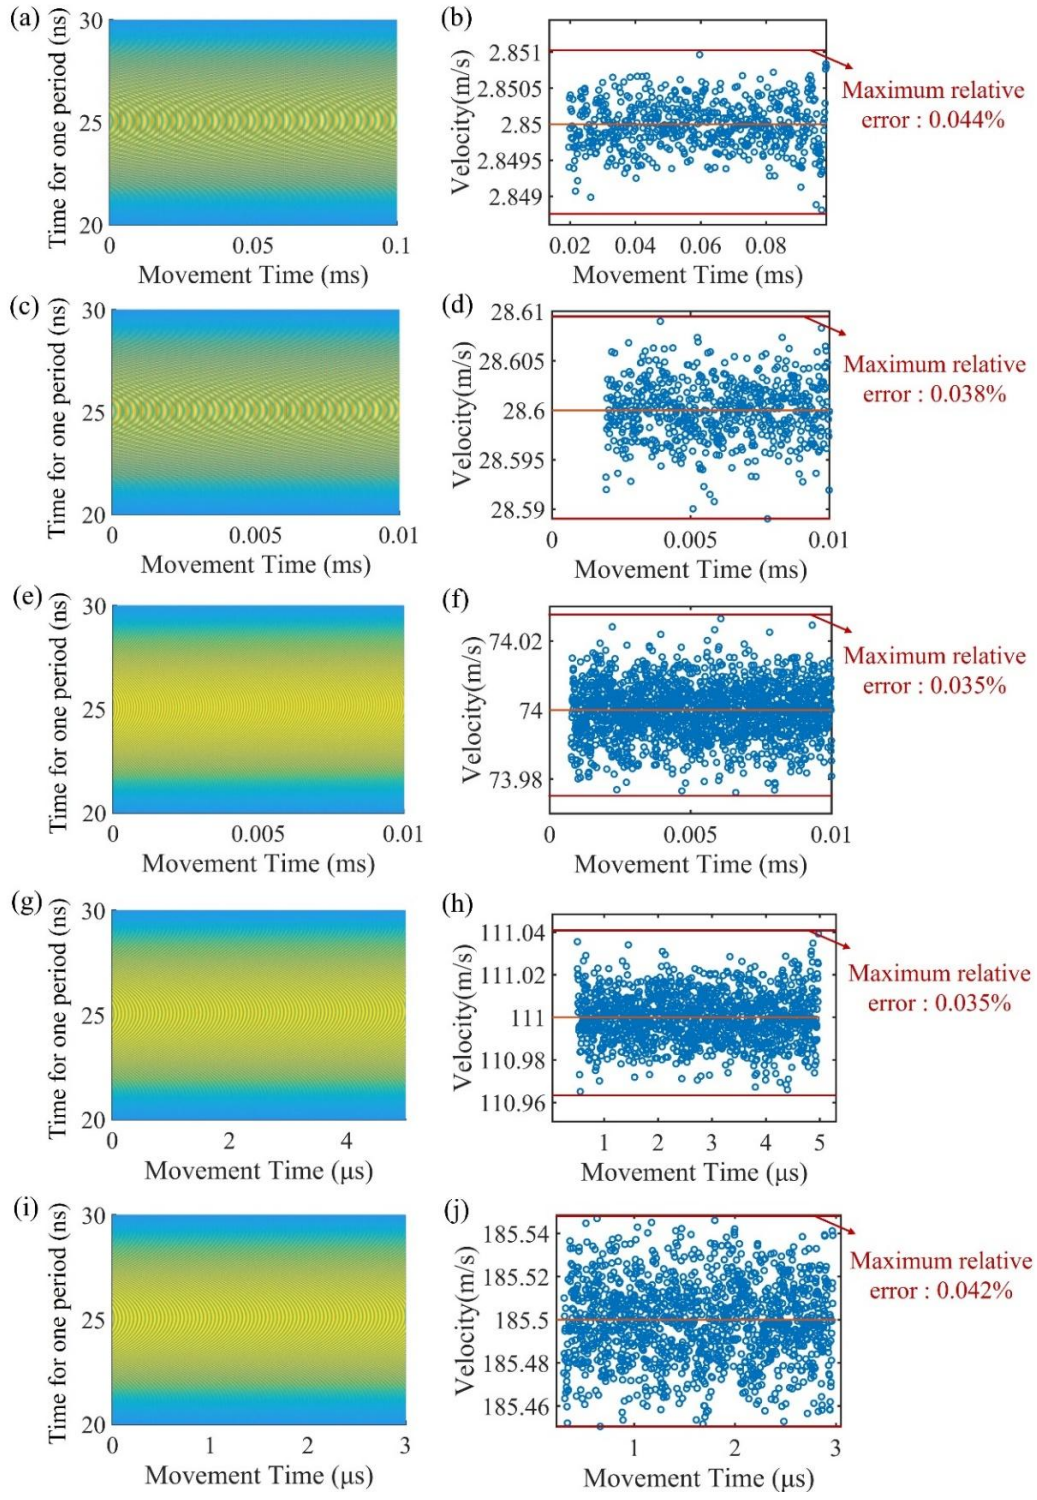 (a)
Time for one period (ns)
30
25
20
0
0.05
0.1
Movement Time (ms)
(b)
Velocity(m/s)
2.851
2.8505
2.85
2.8495
2.849
0.02
0.04
0.06
0.08
Movement Time (ms)
Maximum relative
error : 0.044%
(c)
Time for one period (ns)
30
25
20
0
0.005
0.01
Movement Time (ms)
(d)
Velocity(m/s)
28.61
28.605
28.6
28.595
28.59
0
0.005
0.01
Movement Time (ms)
Maximum relative
error : 0.038%
(e)
Time for one period (ns)
30
25
20
0
0.005
0.01
Movement Time (ms)
(f)
Velocity(m/s)
74.02
74
73.98
0
0.005
0.01
Movement Time (ms)
Maximum relative
error : 0.035%
(g)
Time for one period (ns)
30
25
20
0
2
4
Movement Time (μs)
(h)
Velocity(m/s)
111.04
111.02
111
110.98
110.96
1
2
3
4
5
Movement Time (μs)
Maximum relative
error : 0.035%
(i)
Time for one period (ns)
30
25
20
0
1
2
3
Movement Time (μs)
(j)
Velocity(m/s)
185.54
185.52
185.5
185.48
185.46
1
2
3
Movement Time (μs)
Maximum relative
error : 0.042%